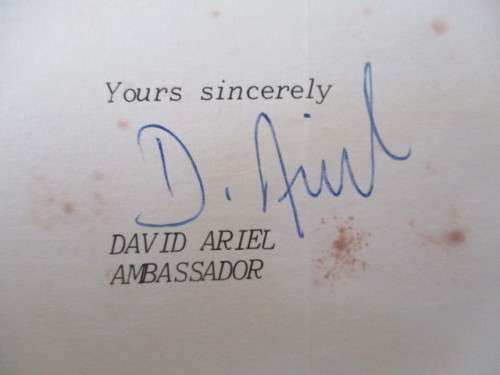 Yours sincerely
D. Ariel
DAVID ARIEL
AMBASSADOR